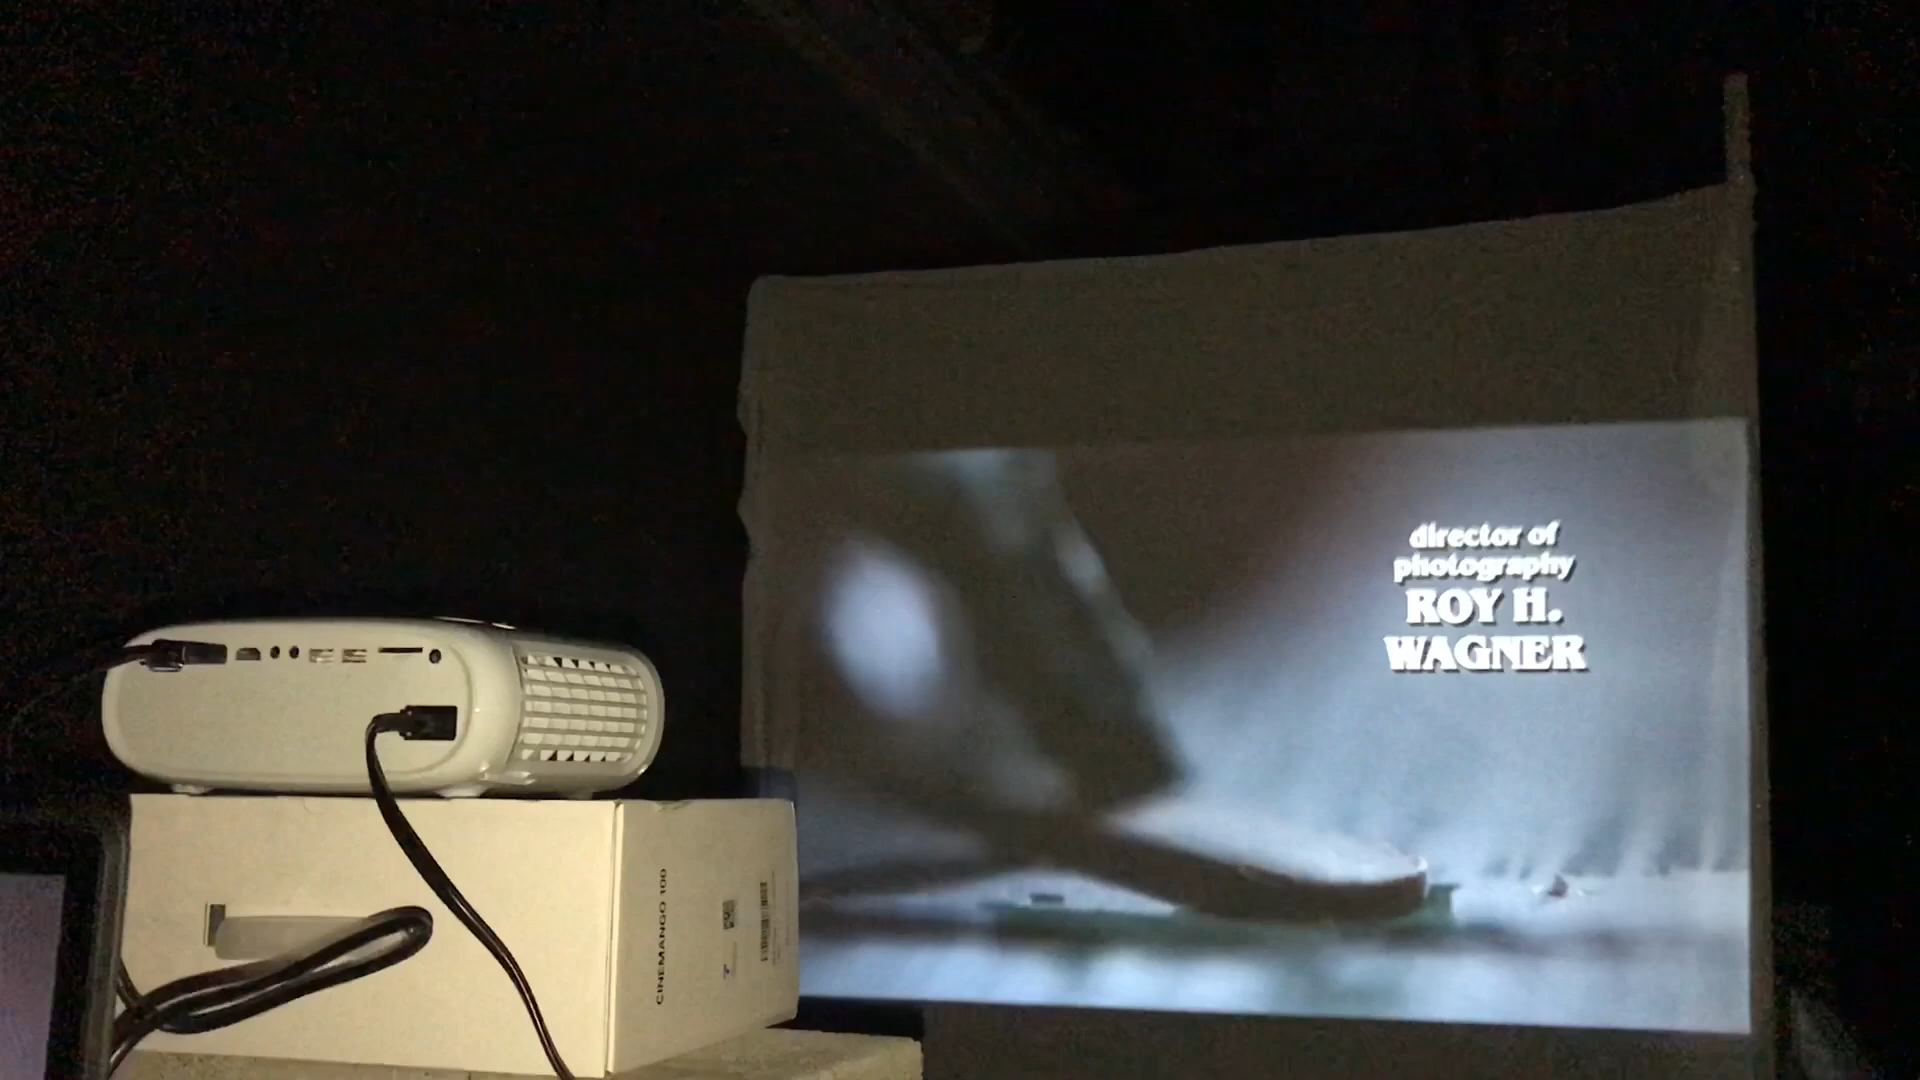 director of
photography
ROY H.
WAGNER
CINEMANGO 100